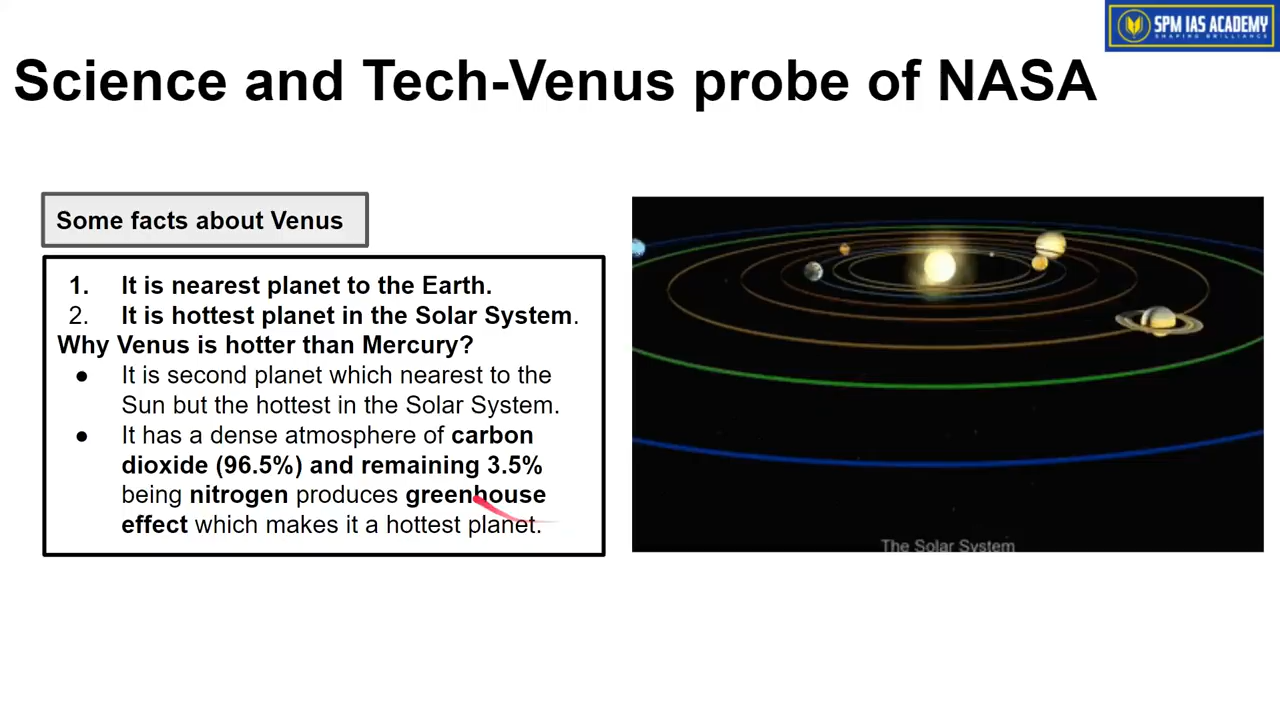 SPM IAS ACADEMY
SHAPING BRILLIANCE
Science and Tech-Venus probe of NASA
Some facts about Venus
1. It is nearest planet to the Earth.
2. It is hottest planet in the Solar System.
Why Venus is hotter than Mercury?
● It is second planet which nearest to the
Sun but the hottest in the Solar System.
● It has a dense atmosphere of carbon
dioxide (96.5%) and remaining 3.5%
being nitrogen produces greenhouse
effect which makes it a hottest planet.
The Solar System